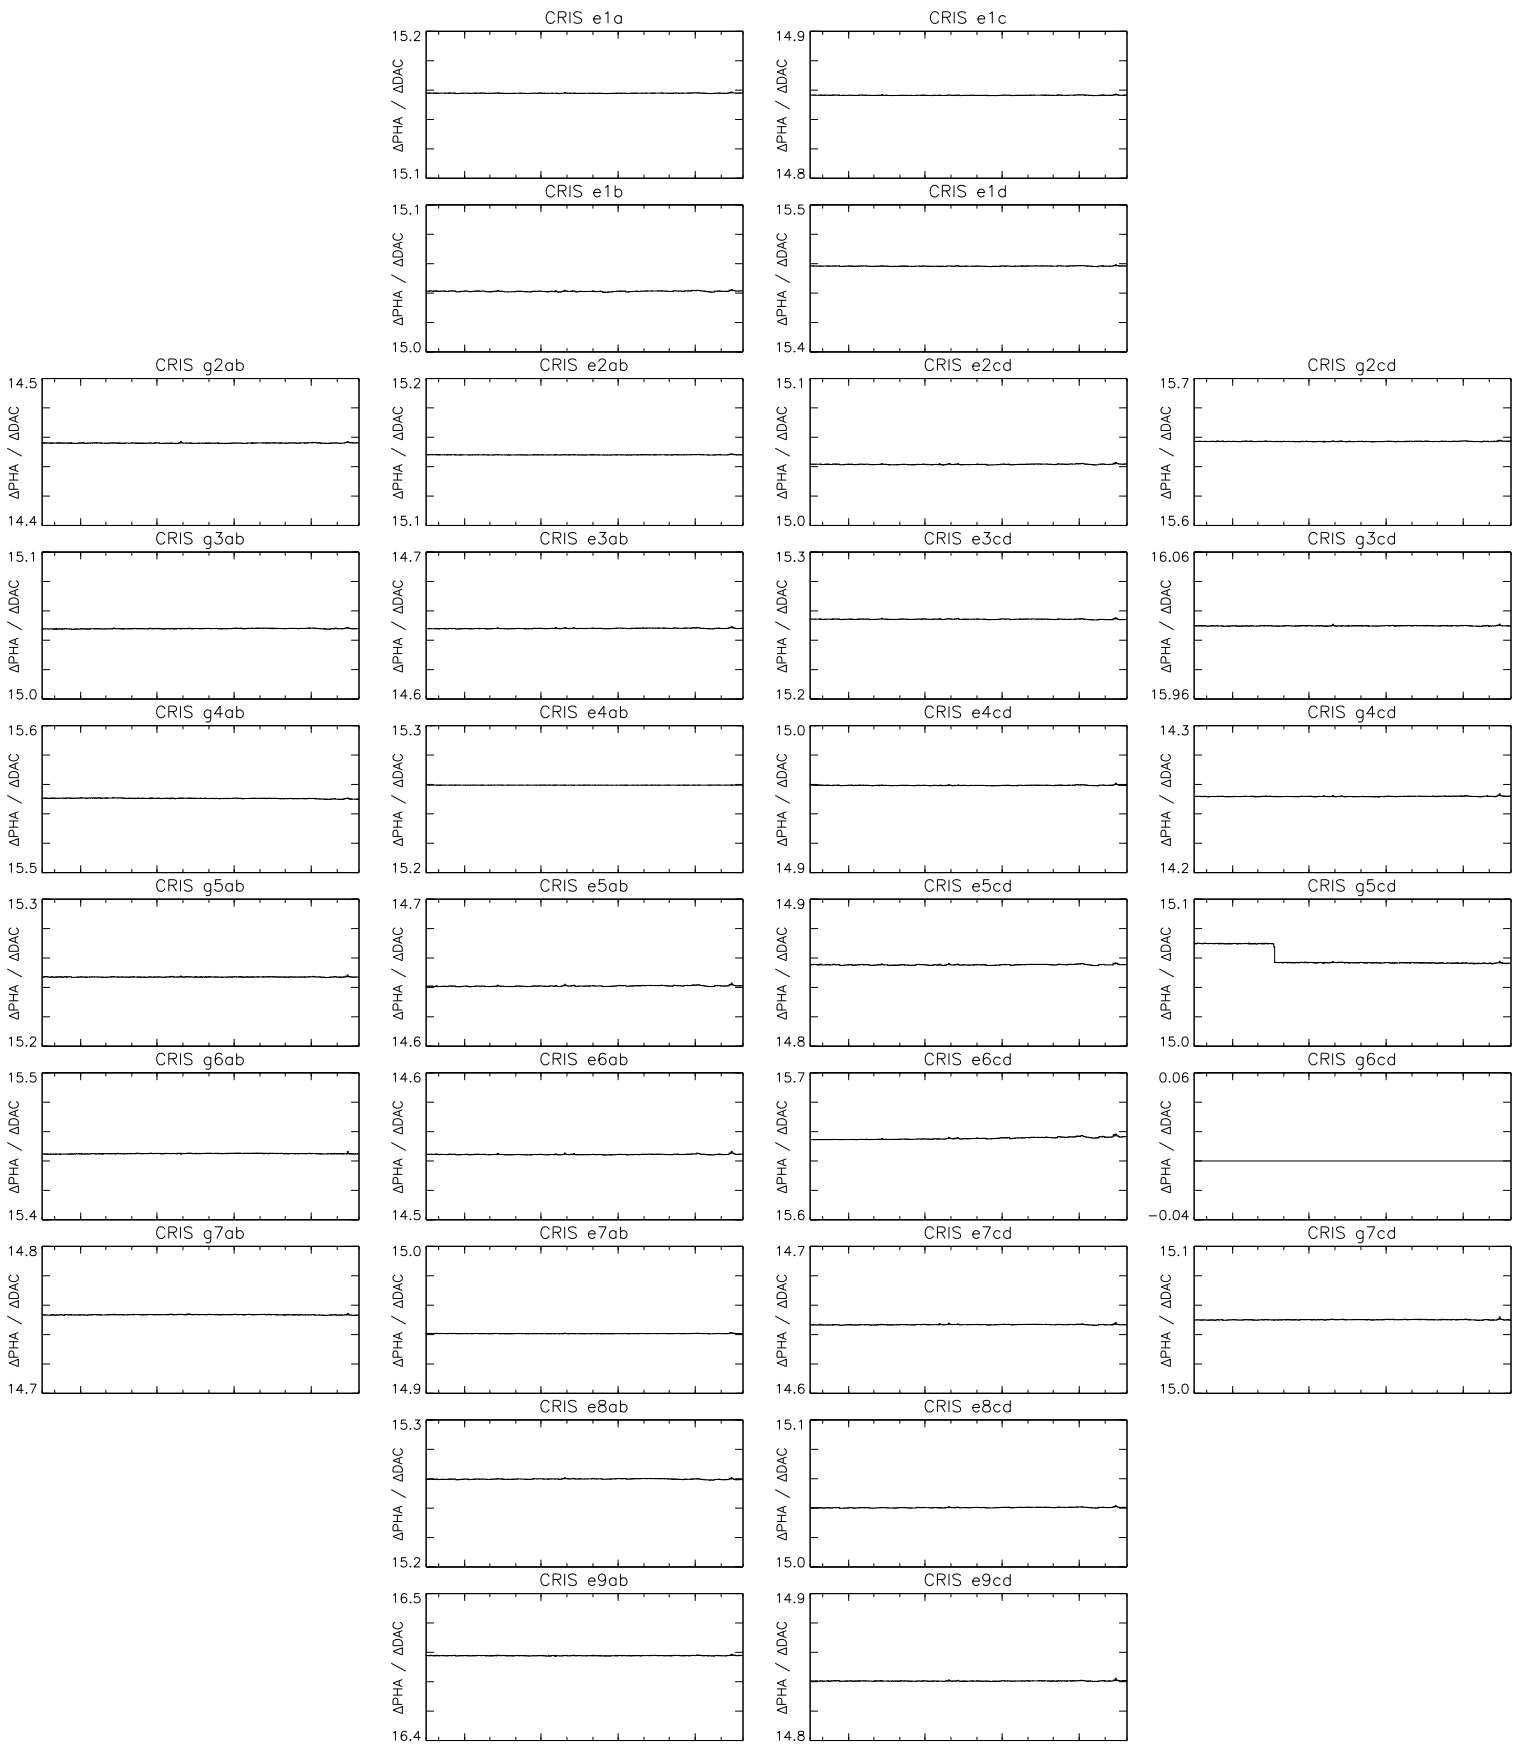 CRIS e1a
15.2
ΔPHA / ΔDAC
15.1
CRIS e1c
14.9
ΔPHA / ΔDAC
14.8
CRIS e1b
15.1
ΔPHA / ΔDAC
15.0
CRIS e1d
15.5
ΔPHA / ΔDAC
15.4
CRIS g2ab
14.5
ΔPHA / ΔDAC
14.4
CRIS e2ab
15.2
ΔPHA / ΔDAC
15.1
CRIS e2cd
15.1
ΔPHA / ΔDAC
15.0
CRIS g2cd
15.7
ΔPHA / ΔDAC
15.6
CRIS g3ab
15.1
ΔPHA / ΔDAC
15.0
CRIS e3ab
14.7
ΔPHA / ΔDAC
14.6
CRIS e3cd
15.3
ΔPHA / ΔDAC
15.2
CRIS g3cd
16.06
ΔPHA / ΔDAC
15.96
CRIS g4ab
15.6
ΔPHA / ΔDAC
15.5
CRIS e4ab
15.3
ΔPHA / ΔDAC
15.2
CRIS e4cd
15.0
ΔPHA / ΔDAC
14.9
CRIS g4cd
14.3
ΔPHA / ΔDAC
14.2
CRIS g5ab
15.3
ΔPHA / ΔDAC
15.2
CRIS e5ab
14.7
ΔPHA / ΔDAC
14.6
CRIS e5cd
14.9
ΔPHA / ΔDAC
14.8
CRIS g5cd
15.1
ΔPHA / ΔDAC
15.0
CRIS g6ab
15.5
ΔPHA / ΔDAC
15.4
CRIS e6ab
14.6
ΔPHA / ΔDAC
14.5
CRIS e6cd
15.7
ΔPHA / ΔDAC
15.6
CRIS g6cd
0.06
ΔPHA / ΔDAC
−0.04
CRIS g7ab
14.8
ΔPHA / ΔDAC
14.7
CRIS e7ab
15.0
ΔPHA / ΔDAC
14.9
CRIS e7cd
14.7
ΔPHA / ΔDAC
14.6
CRIS g7cd
15.1
ΔPHA / ΔDAC
15.0
CRIS e8ab
15.3
ΔPHA / ΔDAC
15.2
CRIS e8cd
15.1
ΔPHA / ΔDAC
15.0
CRIS e9ab
16.5
ΔPHA / ΔDAC
16.4
CRIS e9cd
14.9
ΔPHA / ΔDAC
14.8